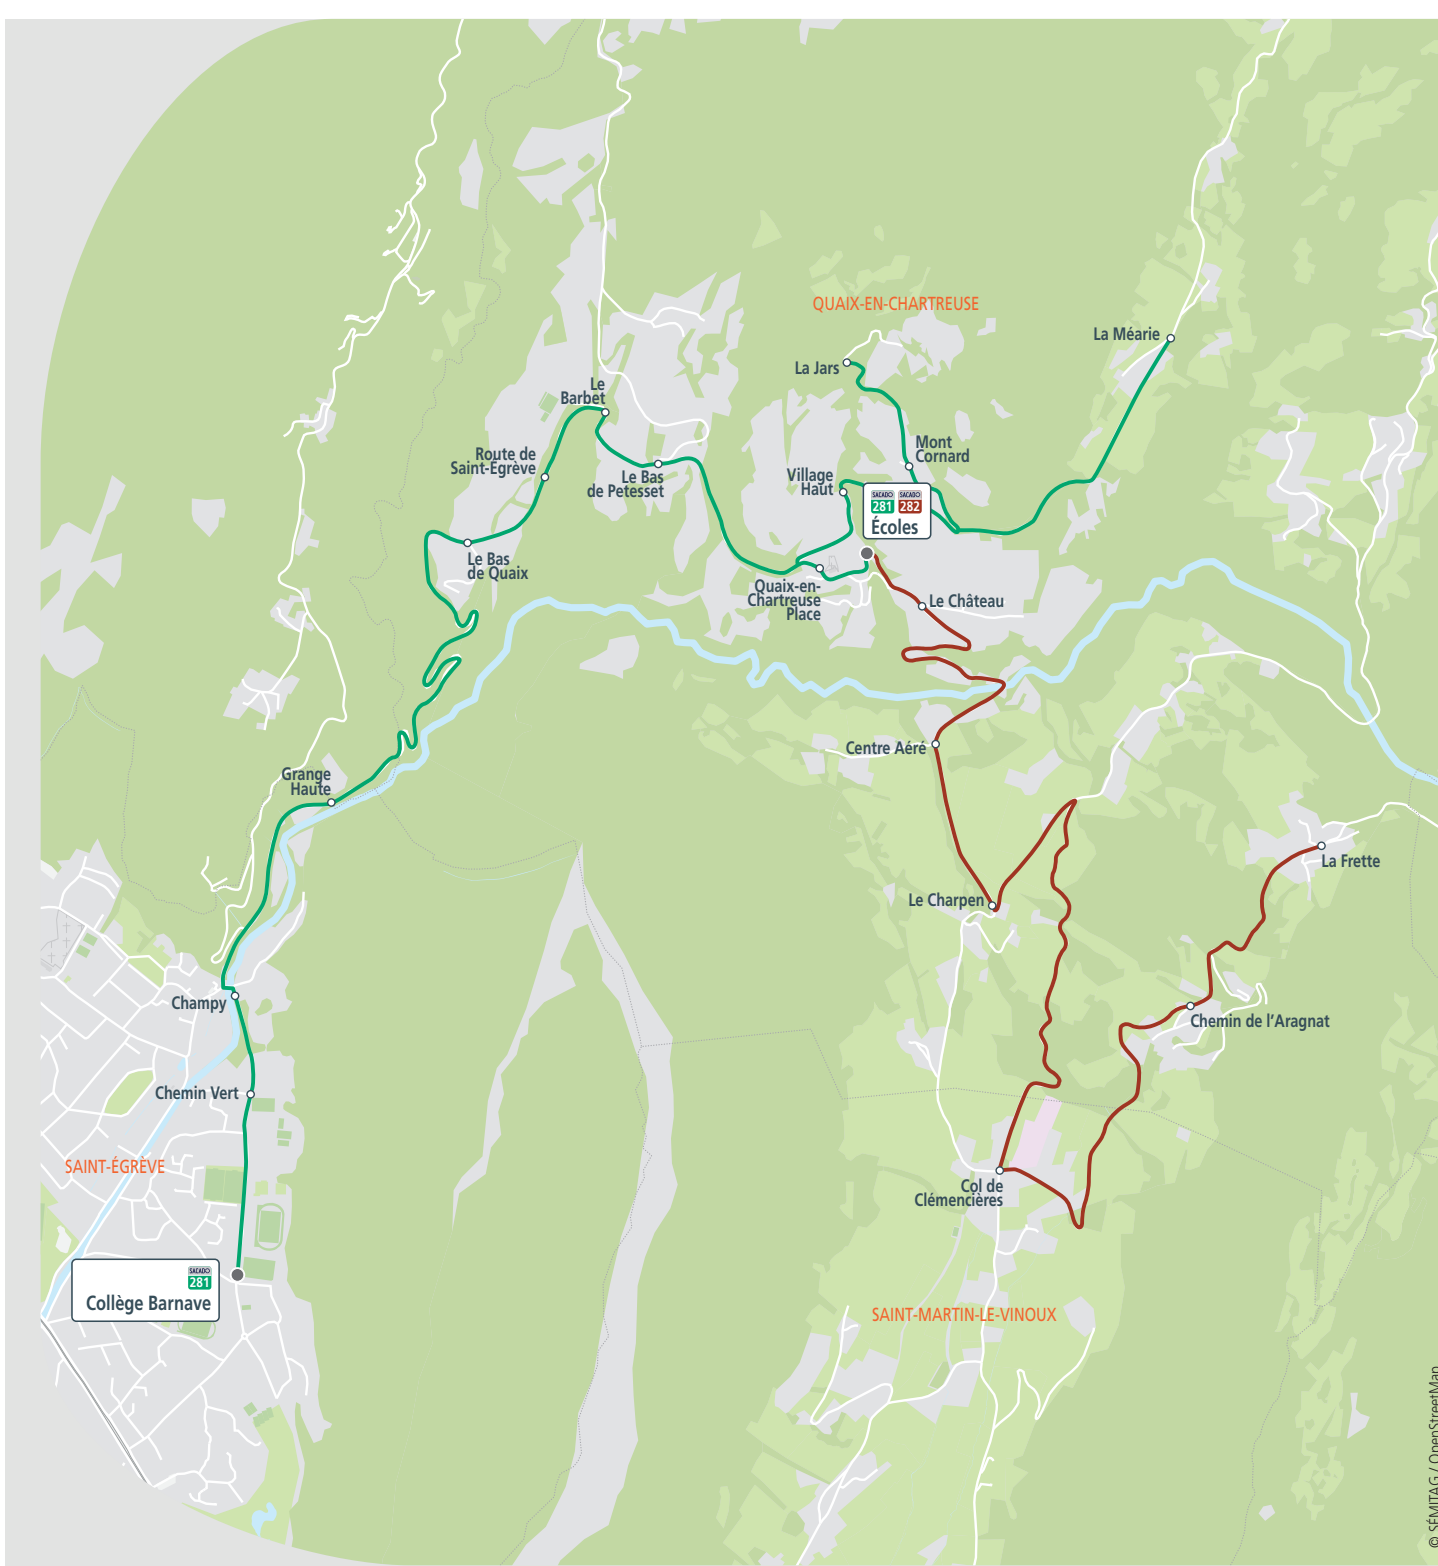 QUAIX-EN-CHARTREUSE
La Méarie
La Jars
Le
Barbet
Mont
Cornard
Route de
Saint-Égrève
Le Bas
de Petesset
Village
Haut
SACADO SACADO
281 282
Écoles
Le Bas
de Quaix
Quaix-en-
Chartreuse
Place
Le Château
Centre Aéré
Grange
Haute
La Frette
Le Charpen
Champy
Chemin de l'Aragnat
Chemin Vert
SAINT-ÉGRÈVE
Col de
Clémencières
SACADO
281
Collège Barnave
SAINT-MARTIN-LE-VINOUX
© SÉMITAG / OpenStreetMap